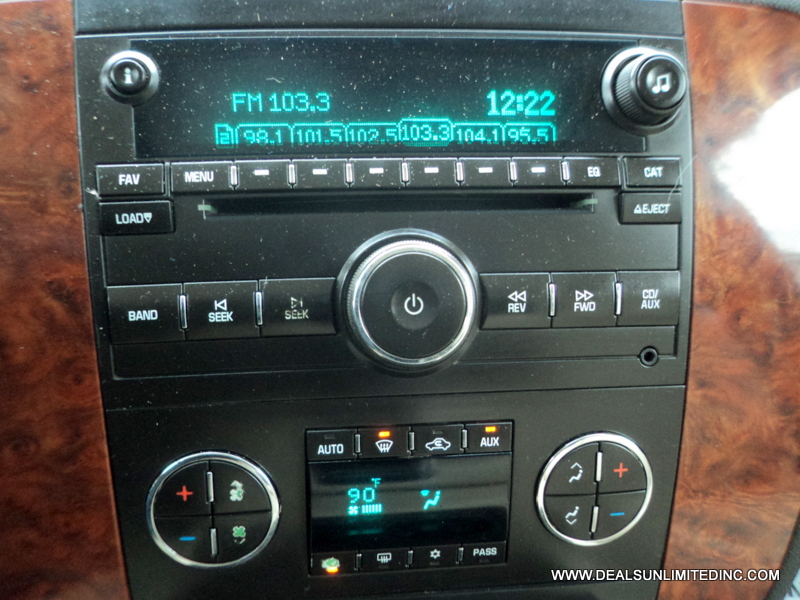 FM 103.3 12:22
2 98.1 101.5 102.5 103.3 104.1 95.5
FAV MENU EQ CAT
LOAD EJECT
BAND SEEK SEEK REV FWD CD/AUX
AUTO AUX
90 °F
PASS
WWW.DEALSUNLIMITEDINC.COM